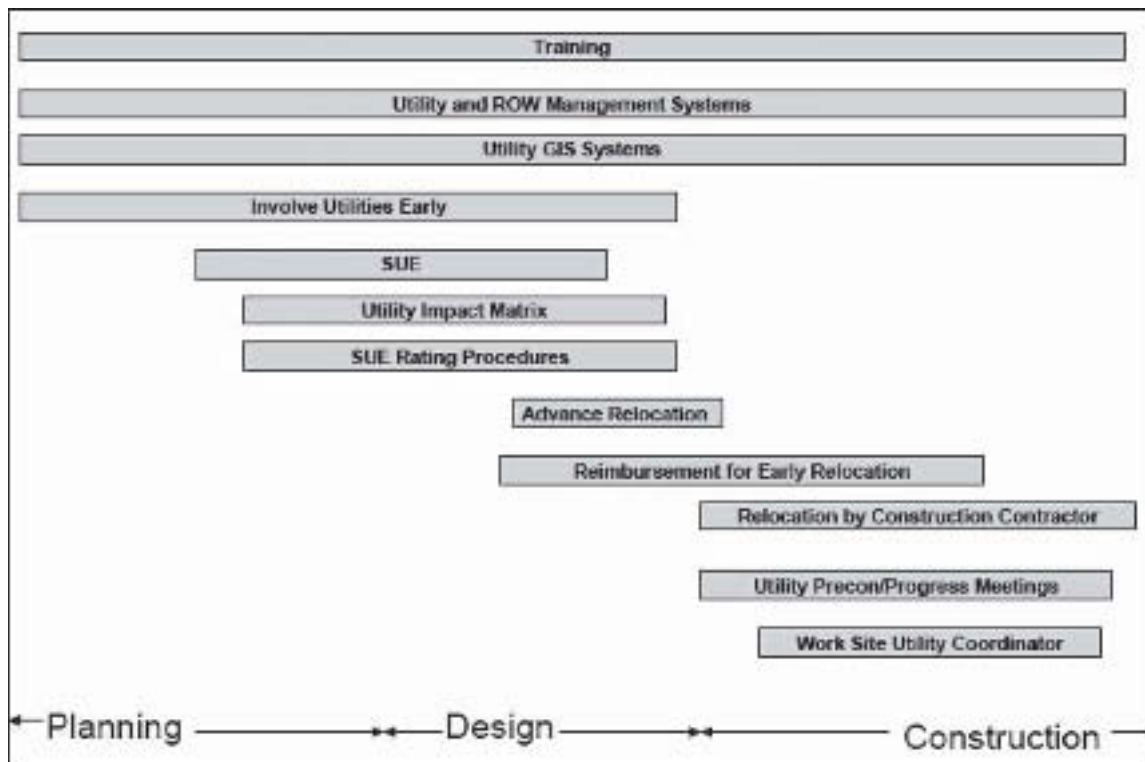 Training
Utility and ROW Management Systems
Utility GIS Systems
Involve Utilities Early
SUE
Utility Impact Matrix
SUE Rating Procedures
Advance Relocation
Reimbursement for Early Relocation
Relocation by Construction Contractor
Utility Precon/Progress Meetings
Work Site Utility Coordinator
Planning Design Construction